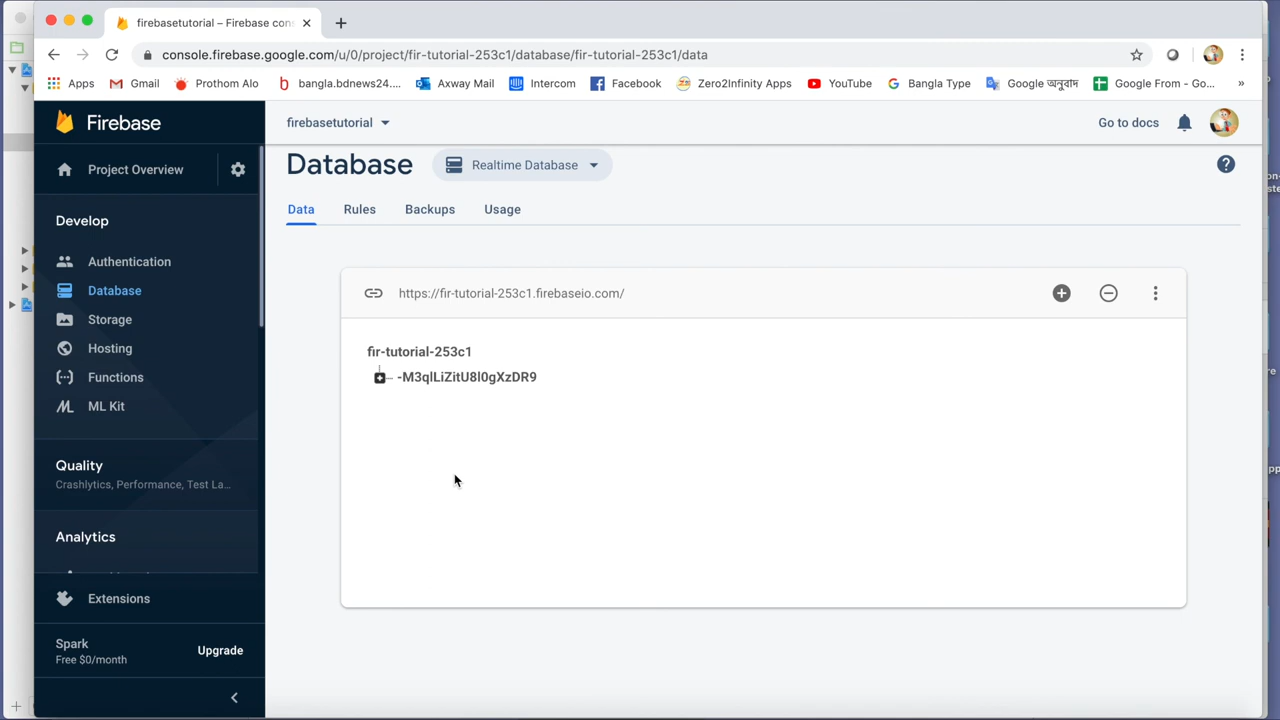 firebasetutorial – Firebase con
console.firebase.google.com/u/0/project/fir-tutorial-253c1/database/fir-tutorial-253c1/data
Apps Gmail Prothom Alo bangla.bdnews24.... Axway Mail Intercom Facebook Zero2Infinity Apps YouTube Bangla Type Google অনুবাদ Google From - Go... »
Firebase
firebasetutorial
Go to docs
Project Overview
Database
Realtime Database
Data Rules Backups Usage
Develop
Authentication
Database
Storage
Hosting
Functions
ML Kit
Quality
Crashlytics, Performance, Test La...
Analytics
Extensions
Spark
Free $0/month
Upgrade
https://fir-tutorial-253c1.firebaseio.com/
fir-tutorial-253c1
-M3qlLiZitU8l0gXzDR9